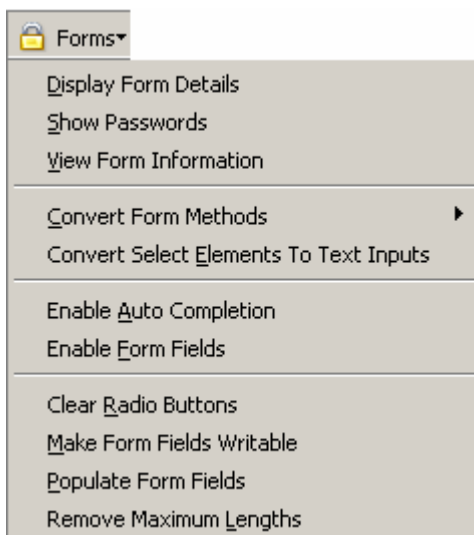 Forms
Display Form Details
Show Passwords
View Form Information
Convert Form Methods
Convert Select Elements To Text Inputs
Enable Auto Completion
Enable Form Fields
Clear Radio Buttons
Make Form Fields Writable
Populate Form Fields
Remove Maximum Lengths